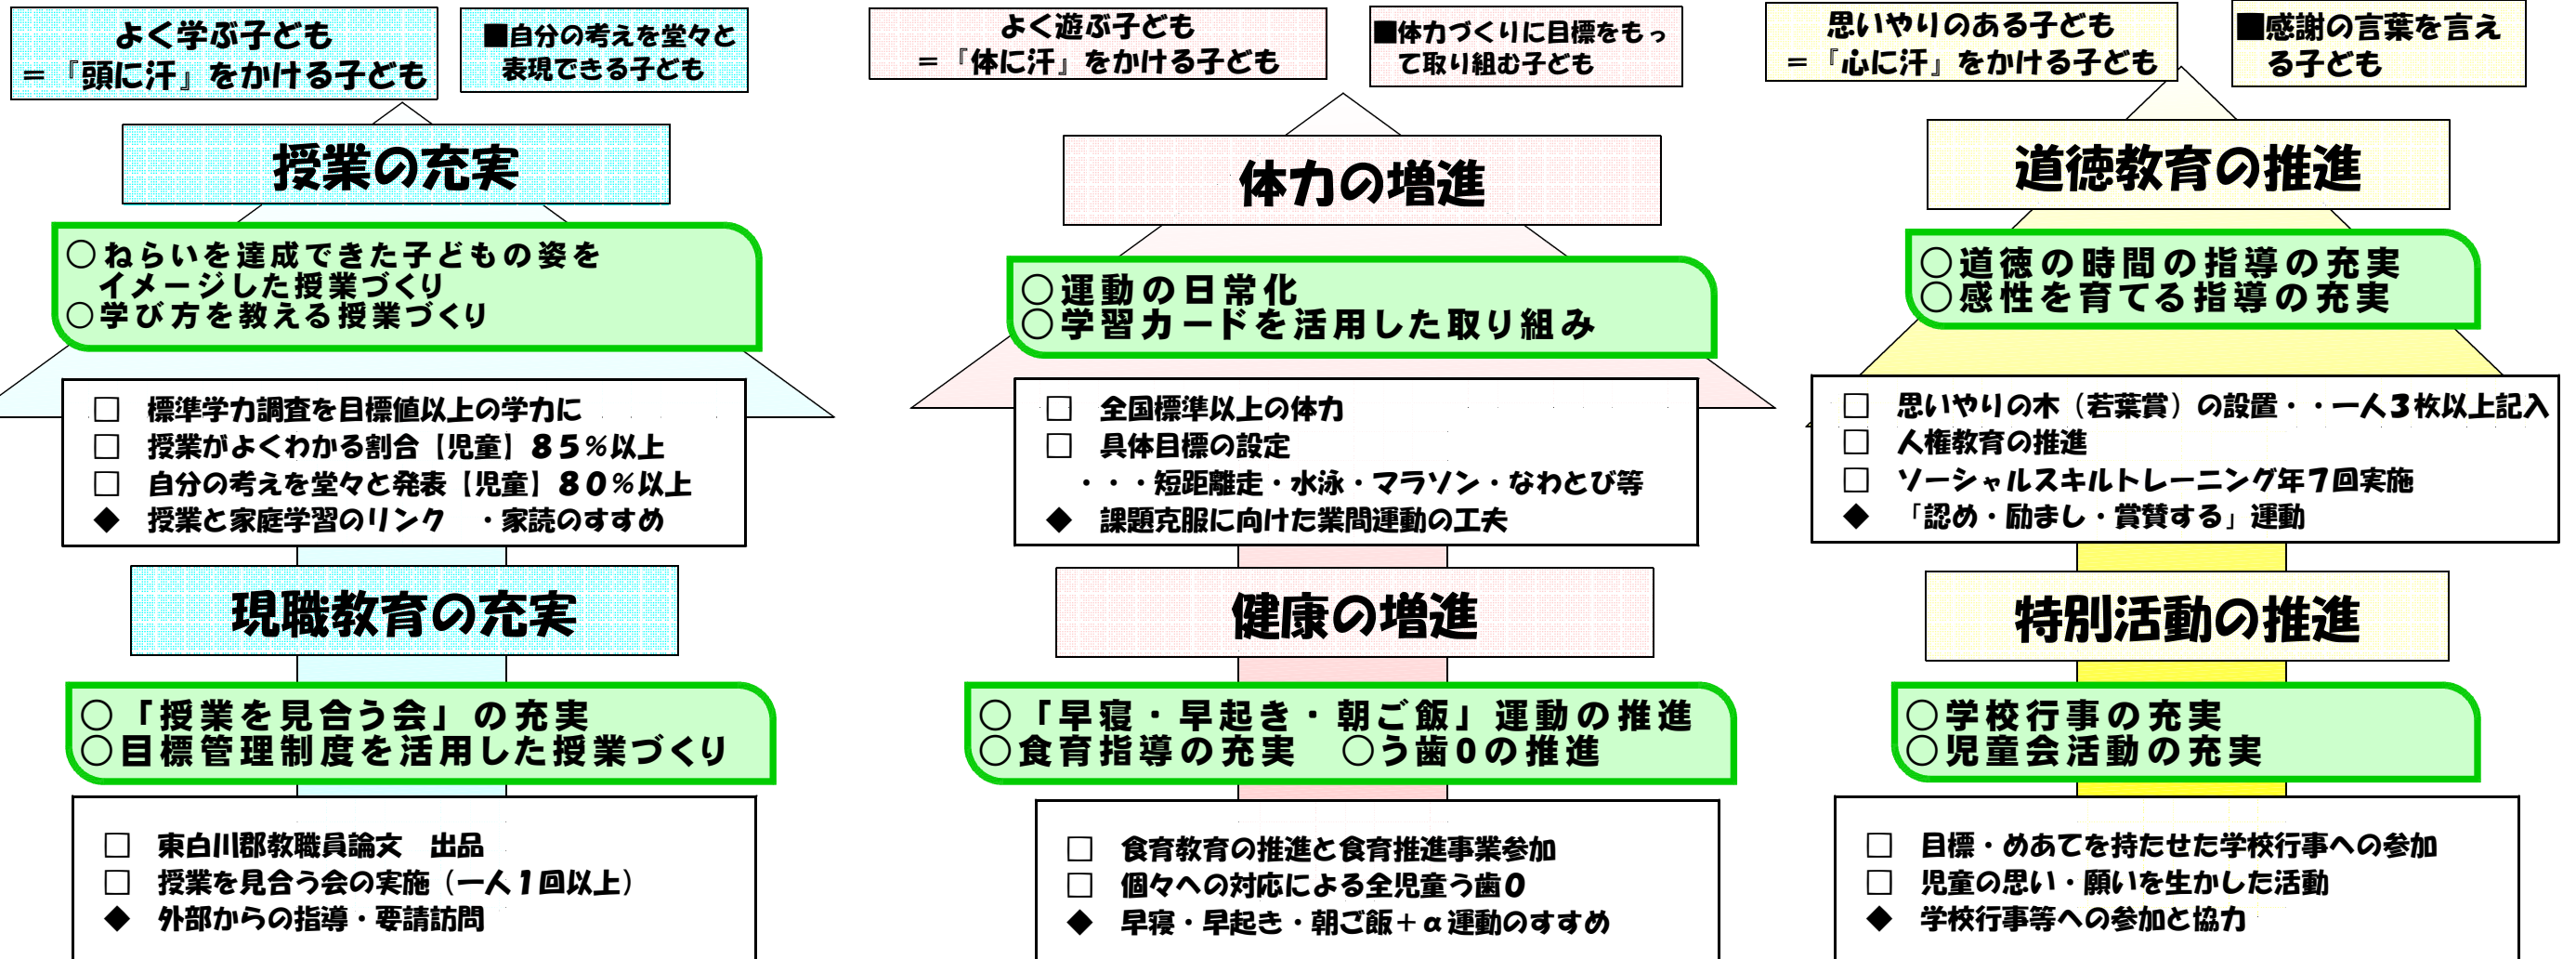 よく学ぶ子ども
＝『頭に汗』をかける子ども
■自分の考えを堂々と
表現できる子ども
授業の充実
○ねらいを達成できた子どもの姿を
イメージした授業づくり
○学び方を教える授業づくり
□ 標準学力調査を目標値以上の学力に
□ 授業がよくわかる割合【児童】８５％以上
□ 自分の考えを堂々と発表【児童】８０％以上
◆ 授業と家庭学習のリンク ・家読のすすめ
現職教育の充実
○「授業を見合う会」の充実
○目標管理制度を活用した授業づくり
□ 東白川郡教職員論文 出品
□ 授業を見合う会の実施（一人１回以上）
◆ 外部からの指導・要請訪問
よく遊ぶ子ども
＝『体に汗』をかける子ども
■体力づくりに目標をもっ
て取り組む子ども
体力の増進
○運動の日常化
○学習カードを活用した取り組み
□ 全国標準以上の体力
□ 具体目標の設定
・・・短距離走・水泳・マラソン・なわとび等
◆ 課題克服に向けた業間運動の工夫
健康の増進
○「早寝・早起き・朝ご飯」運動の推進
○食育指導の充実 ○う歯０の推進
□ 食育教育の推進と食育推進事業参加
□ 個々への対応による全児童う歯０
◆ 早寝・早起き・朝ご飯＋α運動のすすめ
思いやりのある子ども
＝『心に汗』をかける子ども
■感謝の言葉を言え
る子ども
道徳教育の推進
○道徳の時間の指導の充実
○感性を育てる指導の充実
□ 思いやりの木（若葉賞）の設置・・一人３枚以上記入
□ 人権教育の推進
□ ソーシャルスキルトレーニング年７回実施
◆ 「認め・励まし・賞賛する」運動
特別活動の推進
○学校行事の充実
○児童会活動の充実
□ 目標・めあてを持たせた学校行事への参加
□ 児童の思い・願いを生かした活動
◆ 学校行事等への参加と協力